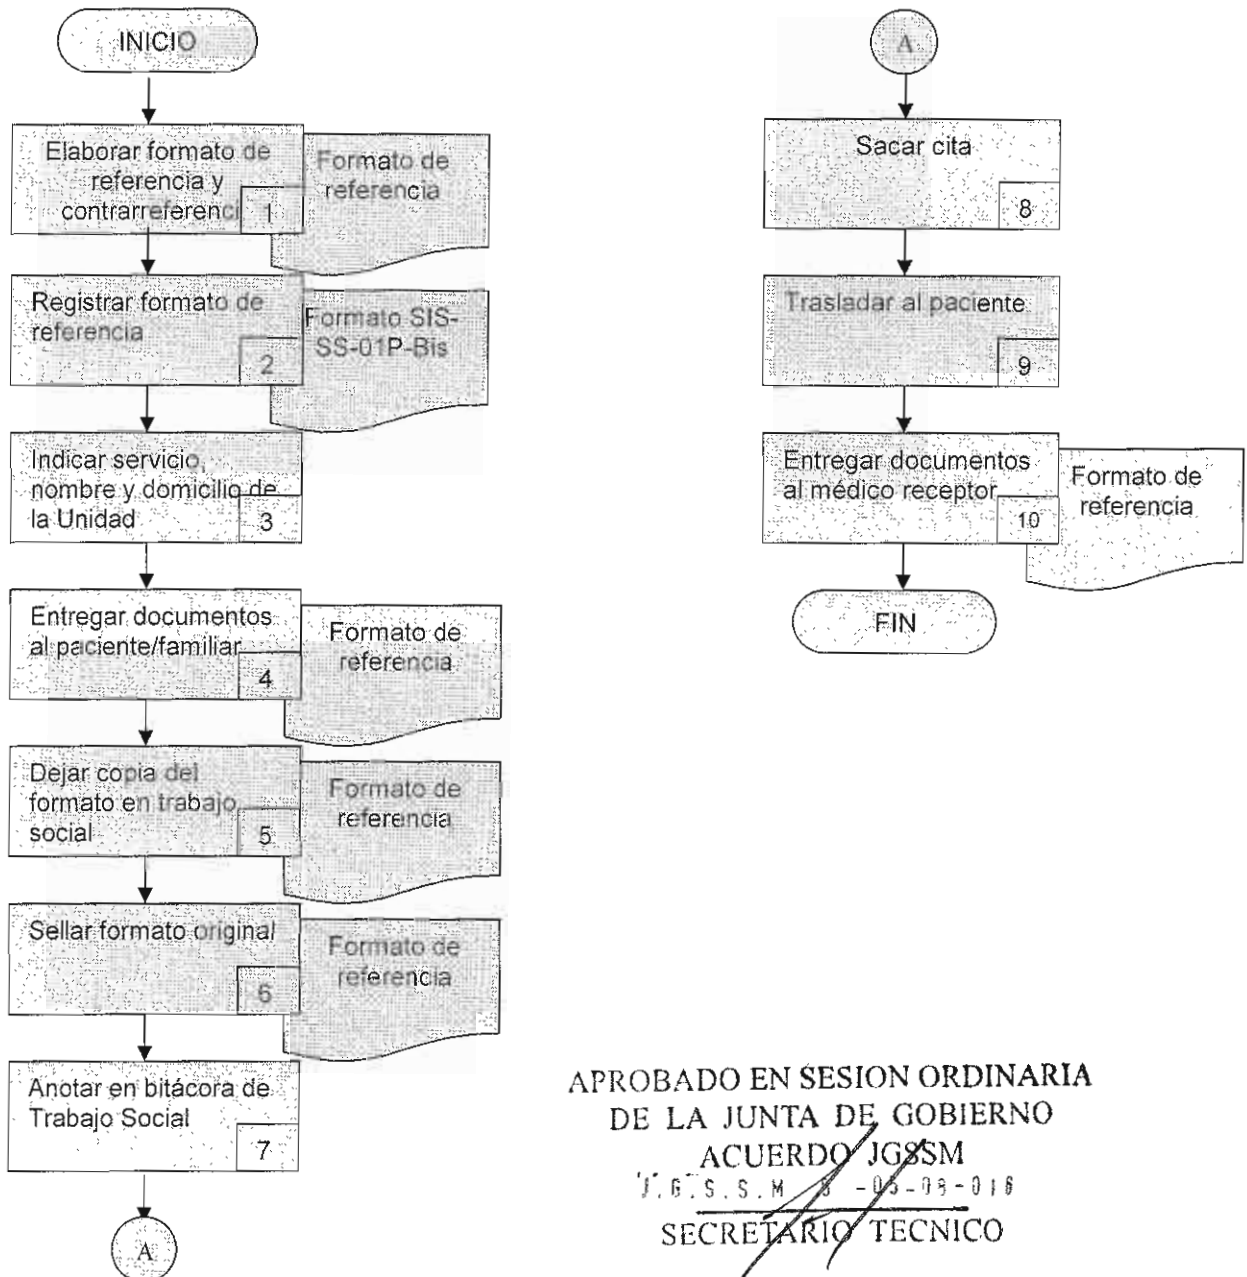 INICIO
Elaborar formato de
referencia y
contrarreferenci
1
Formato de
referencia
Registrar formato de
referencia
2
Formato SIS-
SS-01P-Bis
Indicar servicio,
nombre y domicilio de
la Unidad
3
Entregar documentos
al paciente/familiar
4
Formato de
referencia
Dejar copia del
formato en trabajo
social
5
Formato de
referencia
Sellar formato original
6
Formato de
referencia
Anotar en bitácora de
Trabajo Social
7
A
A
Sacar cita
8
Trasladar al paciente
9
Entregar documentos
al médico receptor
10
Formato de
referencia
FIN
APROBADO EN SESION ORDINARIA
DE LA JUNTA DE GOBIERNO
ACUERDO JGSSM
SECRETARIO TECNICO